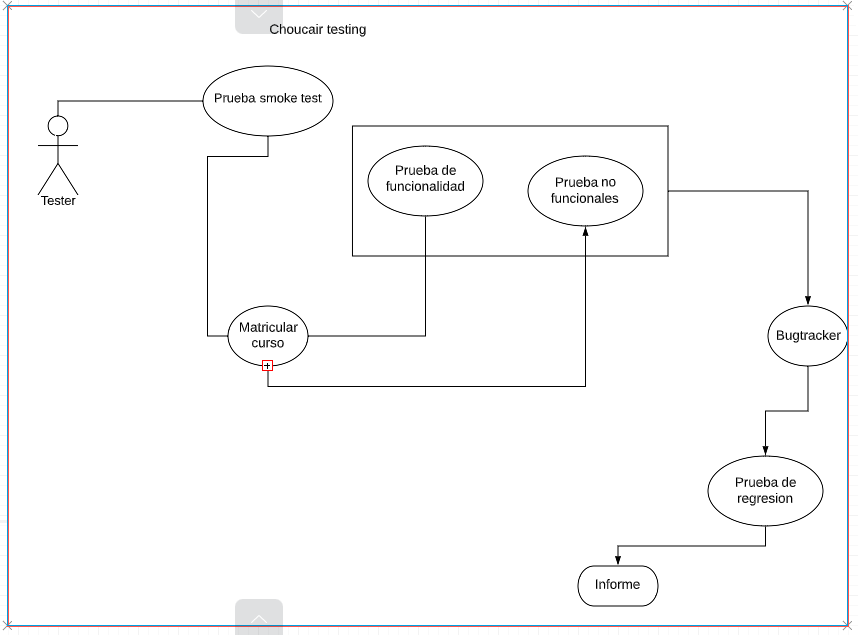 Choucair testing
Prueba smoke test
Tester
Prueba de
funcionalidad
Prueba no
funcionales
Matricular
curso
Bugtracker
Prueba de
regresion
Informe